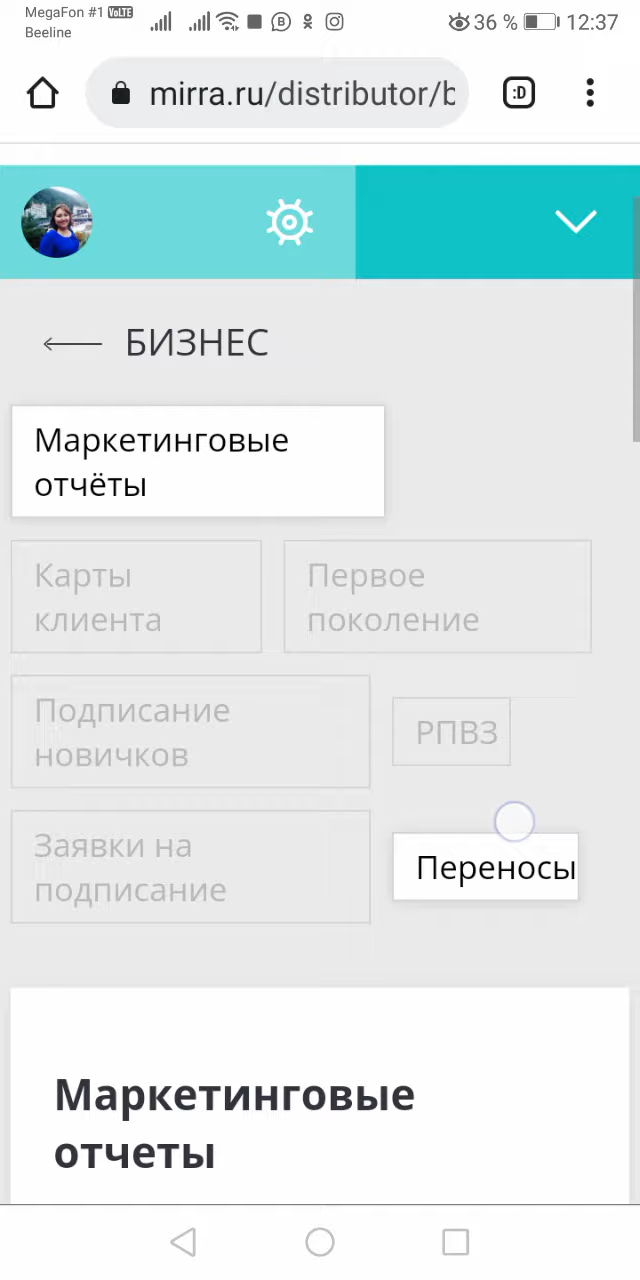 MegaFon #1 VoLTE
Beeline
36 %
12:37
mirra.ru/distributor/b
:D
БИЗНЕС
Маркетинговые
отчёты
Карты
клиента
Первое
поколение
Подписание
новичков
РПВЗ
Заявки на
подписание
Переносы
Маркетинговые
отчеты